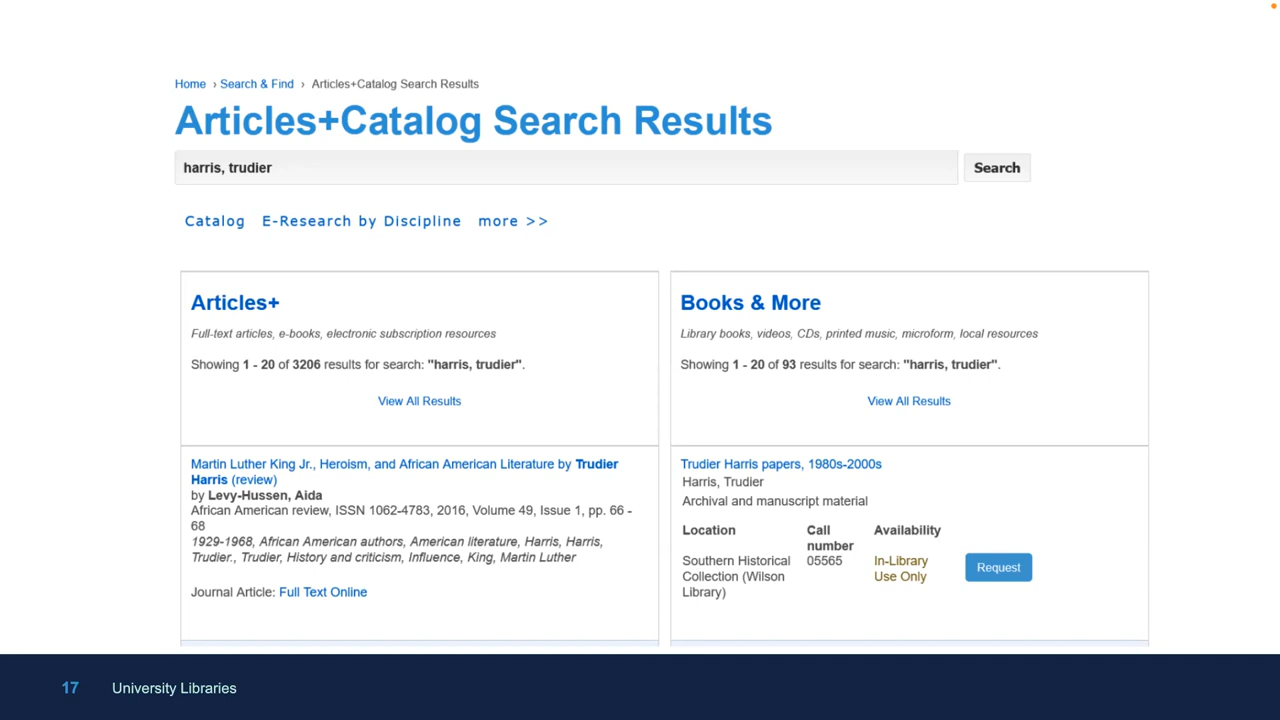 Home › Search & Find › Articles+Catalog Search Results
Articles+Catalog Search Results
harris, trudier
Search
Catalog E-Research by Discipline more >>
Articles+
Full-text articles, e-books, electronic subscription resources
Showing 1 - 20 of 3206 results for search: "harris, trudier".
View All Results
Martin Luther King Jr., Heroism, and African American Literature by Trudier
Harris (review)
by Levy-Hussen, Aida
African American review, ISSN 1062-4783, 2016, Volume 49, Issue 1, pp. 66 -
68
1929-1968, African American authors, American literature, Harris, Harris,
Trudier., Trudier, History and criticism, Influence, King, Martin Luther
Journal Article: Full Text Online
Books & More
Library books, videos, CDs, printed music, microform, local resources
Showing 1 - 20 of 93 results for search: "harris, trudier".
View All Results
Trudier Harris papers, 1980s-2000s
Harris, Trudier
Archival and manuscript material
Location
Call
number
Availability
Southern Historical
Collection (Wilson
Library)
05565
In-Library
Use Only
Request
17
University Libraries